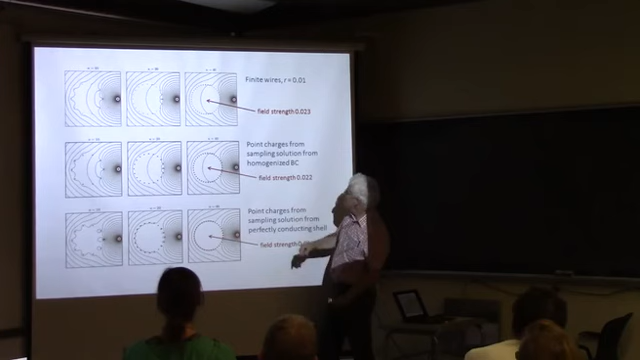 Finite wires, r = 0.01
field strength 0.023
Point charges from
sampling solution from
homogenized BC
field strength 0.022
Point charges from
sampling solution from
perfectly conducting shell
field strength